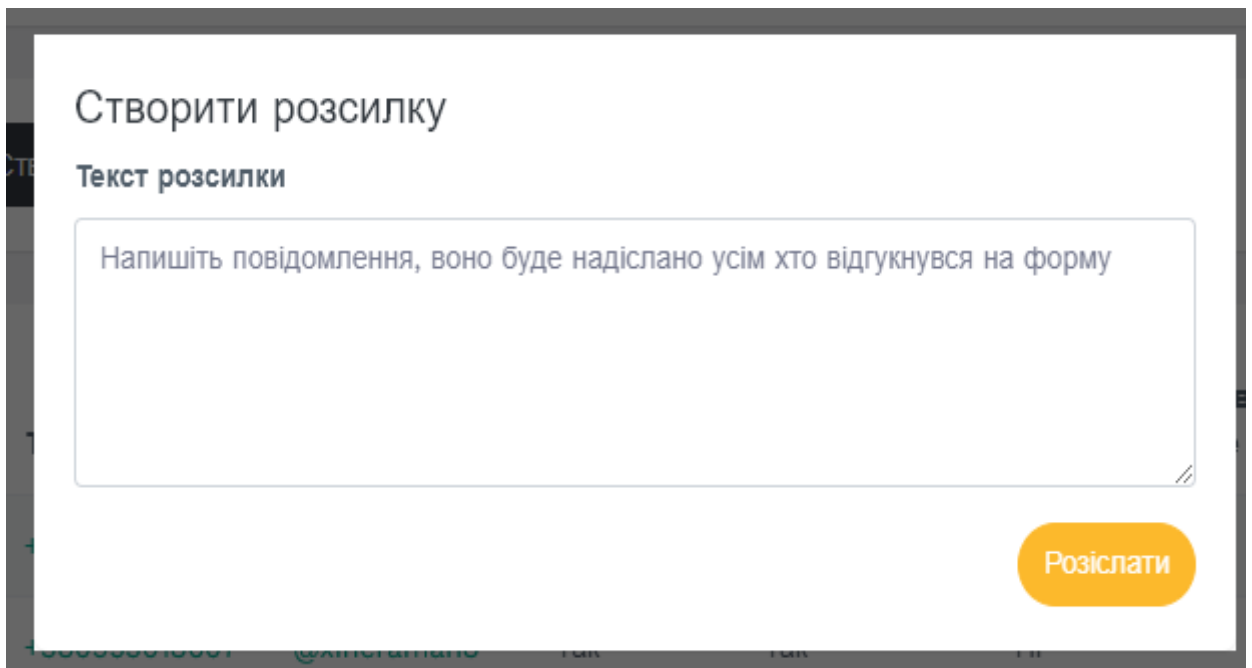 Створити розсилку
Текст розсилки
Напишіть повідомлення, воно буде надіслано усім хто відгукнувся на форму
Розіслати